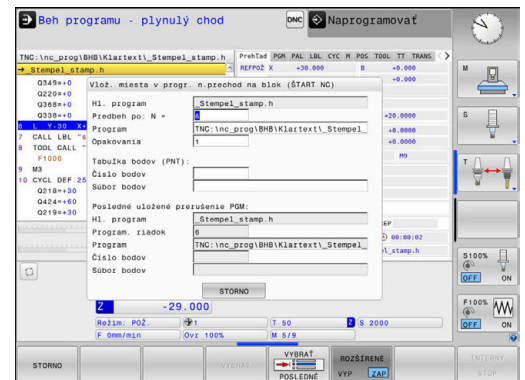 Beh programu - plynulý chod
DNC
Naprogramovať
TNC:\nc_prog\BHB\Klartext\_Stempel_stamp.h
→_Stempel_stamp.h
Prehľad PGM PAL LBL CYC M POS TOOL TT TRANS
REFPOZ X +30.000 B +0.000
+0.000
+20.0000
+0.0000
+0.0000
M9
Q349=+0
Q220=+0
Q368=+0
Q338=+0
6 L Y-30 X+
7 CALL LBL "6
8 TOOL CALL "
F1000
9 M3
10 CYCL DEF 25
Q218=+30
Q424=+60
Q219=+30
Vlož. miesta v progr. n.prechod na blok (ŠTART NC)
Hl. program _Stempel_stamp.h
Predbeh po: N = 6
Program TNC:\nc_prog\BHB\Klartext\_Stempel_
Opakovania 1
Tabuľka bodov (PNT):
Číslo bodov
Súbor bodov
Posledné uložené prerušenie PGM:
Hl. program _Stempel_stamp.h
Program. riadok 6
Program TNC:\nc_prog\BHB\Klartext\_Stempel_
Číslo bodov
Súbor bodov
STORNO
EP
00:00:02
l_stamp.h
Z -29.000
Režim: POŽ. 1 T 50 Z S 2000
F 0mm/min Ovr 100% M 5/9
M
S
T
S100%
OFF ON
F100%
OFF ON
STORNO
VYBRAŤ
VYBRAŤ
POSLEDNÉ
ROZŠÍRENÉ
VYP ZAP
INTERNÝ
STOP